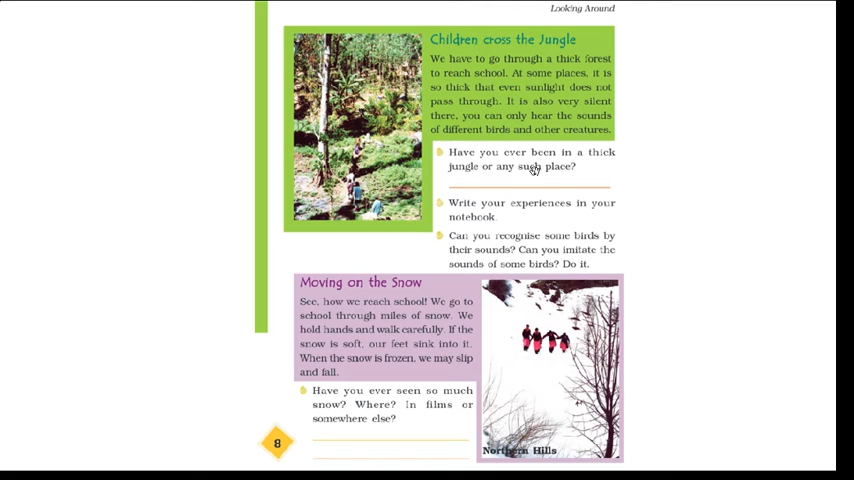 Looking Around
Children cross the Jungle
We have to go through a thick forest
to reach school. At some places, it is
so thick that even sunlight does not
pass through. It is also very silent
there, you can only hear the sounds
of different birds and other creatures.
Have you ever been in a thick
jungle or any such place?
Write your experiences in your
notebook.
Can you recognise some birds by
their sounds? Can you imitate the
sounds of some birds? Do it.
Moving on the Snow
See, how we reach school! We go to
school through miles of snow. We
hold hands and walk carefully. If the
snow is soft, our feet sink into it.
When the snow is frozen, we may slip
and fall.
Have you ever seen so much
snow? Where? In films or
somewhere else?
Northern Hills
8